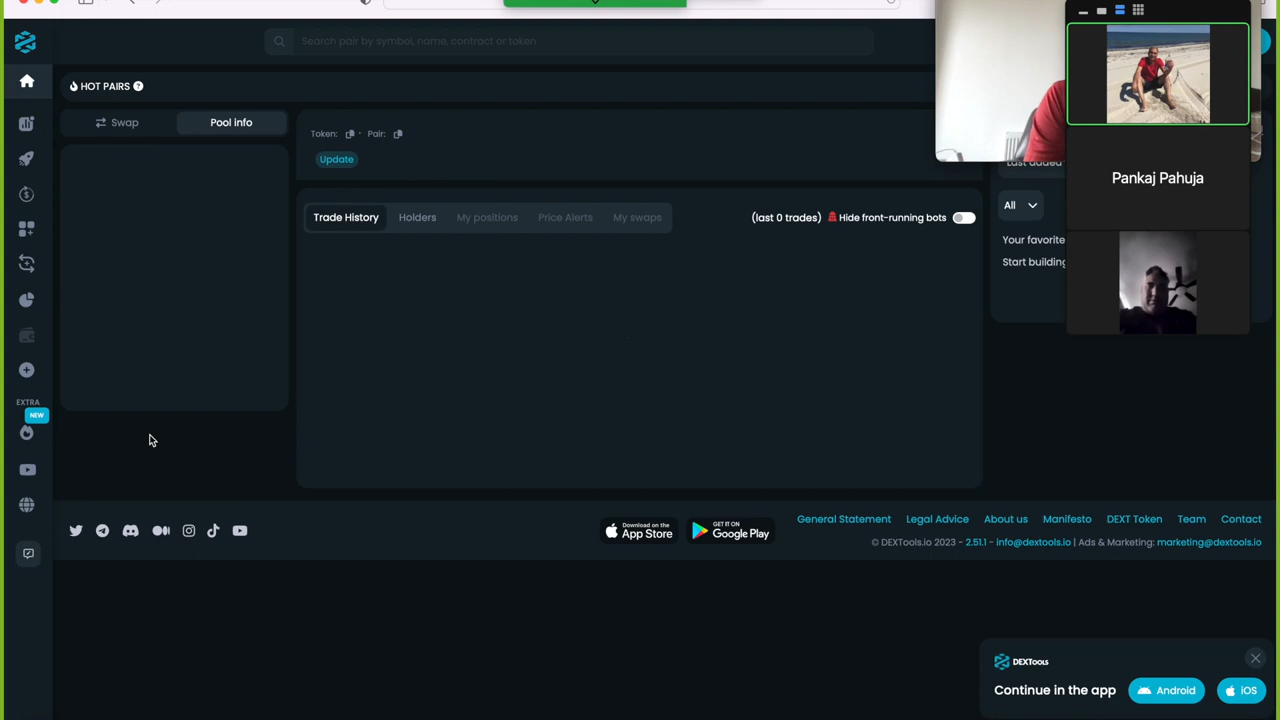 Search pair by symbol, name, contract or token
HOT PAIRS ?
Swap
Pool info
Token:
Pair:
Update
Trade History
Holders
My positions
Price Alerts
My swaps
(last 0 trades)
Hide front-running bots
Last added
All
Your favorite
Start building
Pankaj Pahuja
EXTRA
NEW
Download on the
App Store
GET IT ON
Google Play
General Statement
Legal Advice
About us
Manifesto
DEXT Token
Team
Contact
© DEXTools.io 2023 - 2.51.1 - info@dextools.io | Ads & Marketing: marketing@dextools.io
DEXTools
Continue in the app
Android
iOS